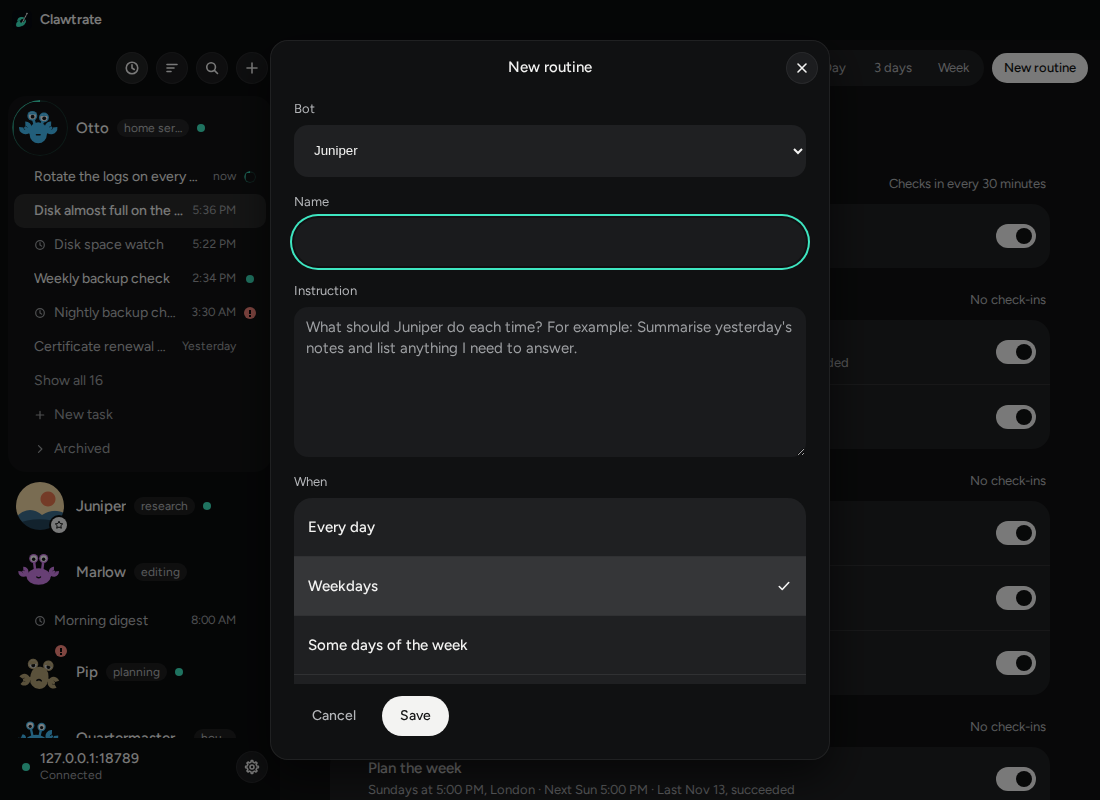 Clawtrate
Day
3 days
Week
New routine
Otto
home ser...
Rotate the logs on every ...
now
Disk almost full on the ...
5:36 PM
Disk space watch
5:22 PM
Weekly backup check
2:34 PM
Nightly backup ch...
3:30 AM
Certificate renewal ...
Yesterday
Show all 16
New task
Archived
Juniper
research
Marlow
editing
Morning digest
8:00 AM
Pip
planning
Quartermaster
127.0.0.1:18789
Connected
New routine
Bot
Juniper
Name
Instruction
What should Juniper do each time? For example: Summarise yesterday's
notes and list anything I need to answer.
When
Every day
Weekdays
Some days of the week
Cancel
Save
Checks in every 30 minutes
No check-ins
No check-ins
No check-ins
Plan the week
Sundays at 5:00 PM, London · Next Sun 5:00 PM · Last Nov 13, succeeded